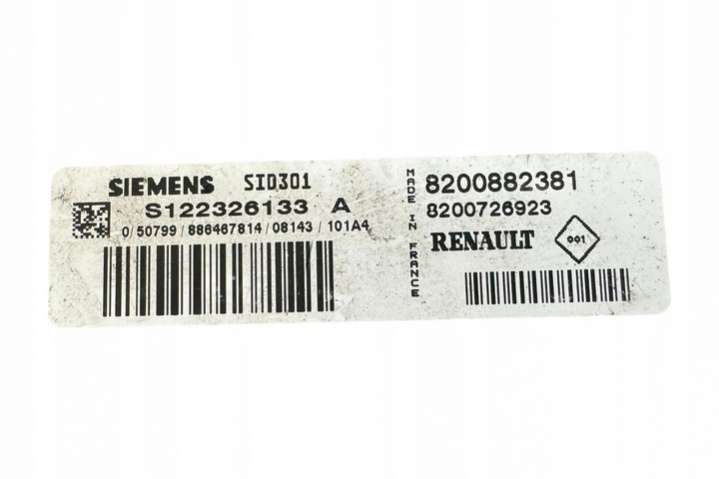 SIEMENS SID301
S122326133 A
0/50799/886467814/08143/101A4
MADE IN FRANCE
8200882381
8200726923
RENAULT
001